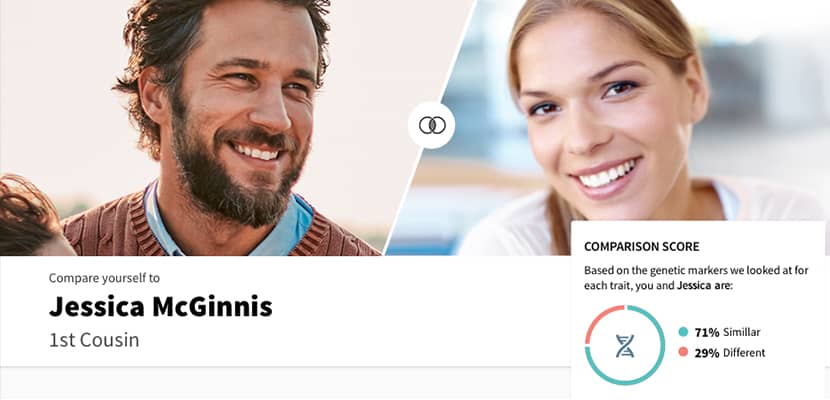 Compare yourself to
Jessica McGinnis
1st Cousin
COMPARISON SCORE
Based on the genetic markers we looked at for
each trait, you and Jessica are:
71% Simillar
29% Different